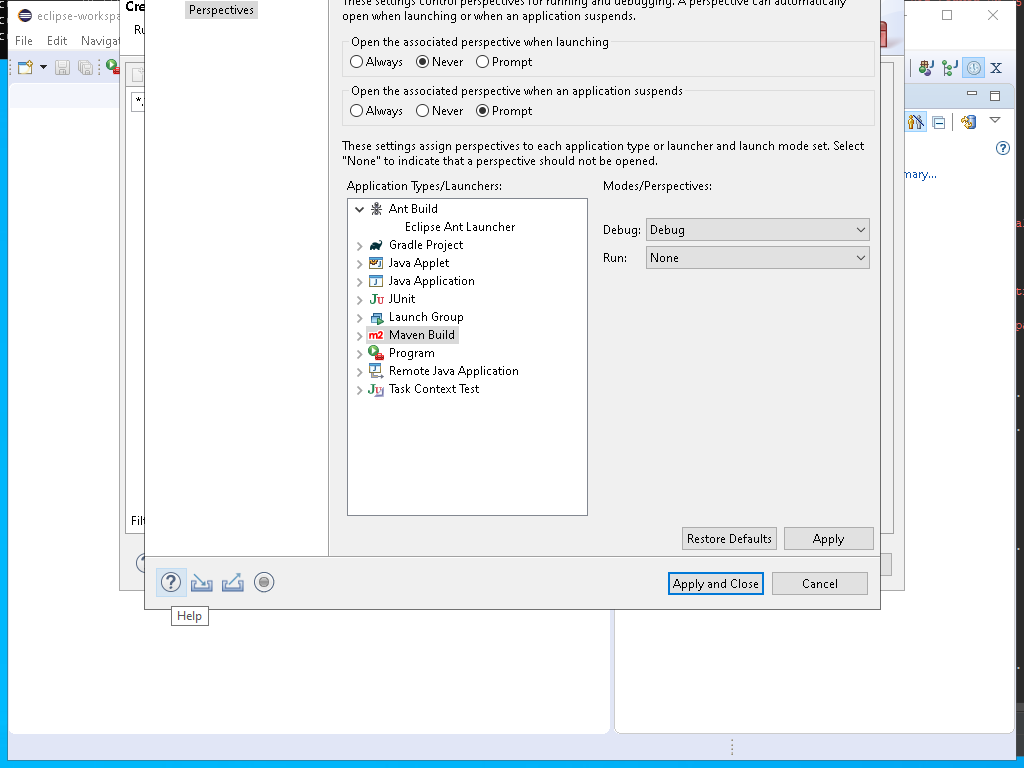 eclipse-workspa
Cre
Perspectives
These settings control perspectives for running and debugging. A perspective can automatically
open when launching or when an application suspends.
File Edit Navigat
Ru
Open the associated perspective when launching
Always Never Prompt
Open the associated perspective when an application suspends
Always Never Prompt
These settings assign perspectives to each application type or launcher and launch mode set. Select
"None" to indicate that a perspective should not be opened.
mary...
Application Types/Launchers: Modes/Perspectives:
Ant Build
Eclipse Ant Launcher
Gradle Project
Java Applet
Java Application
JUnit
Launch Group
Maven Build
Program
Remote Java Application
Task Context Test
Debug: Debug
Run: None
Filt
Restore Defaults Apply
Apply and Close Cancel
Help